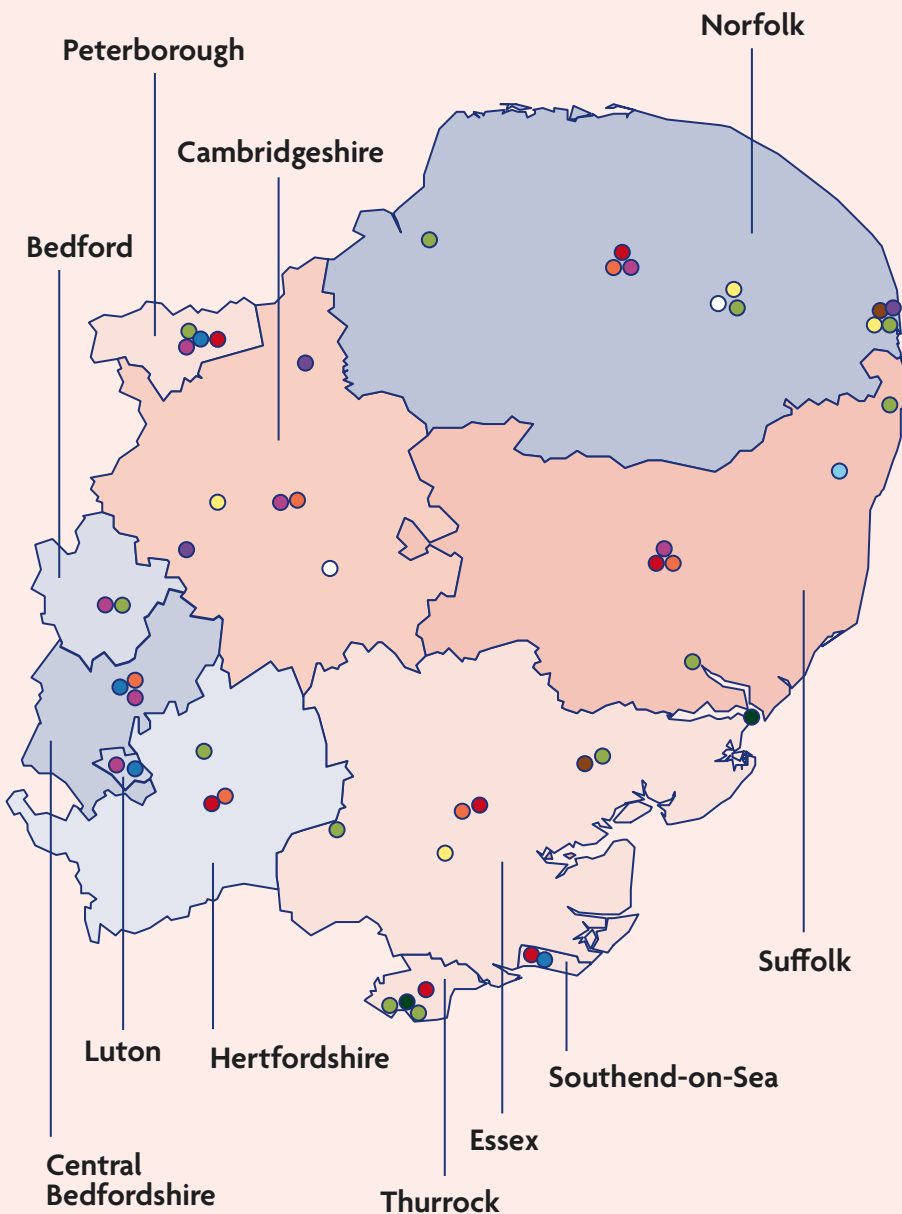 Norfolk
Peterborough
Cambridgeshire
Bedford
Suffolk
Luton
Hertfordshire
Southend-on-Sea
Essex
Central
Bedfordshire
Thurrock